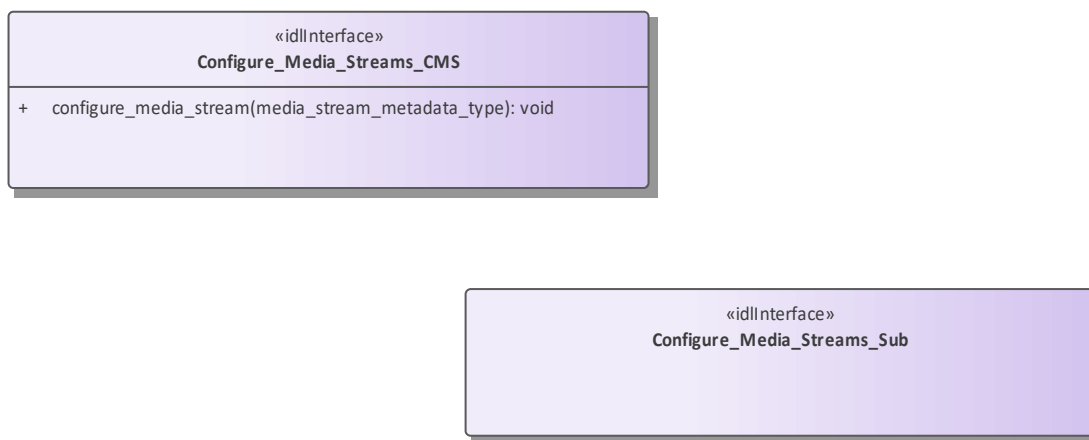 «idlInterface»
Configure_Media_Streams_CMS
+ configure_media_stream(media_stream_metadata_type): void
«idlInterface»
Configure_Media_Streams_Sub